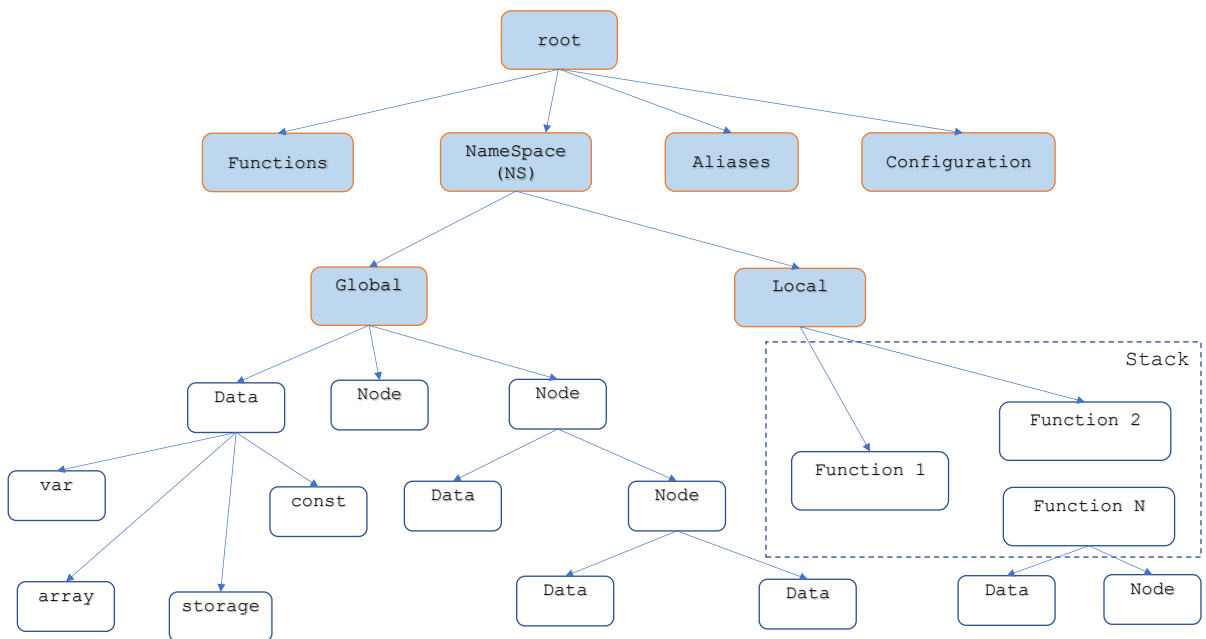 root
Functions
NameSpace
(NS)
Aliases
Configuration
Global
Local
Stack
Data
Node
Node
Function 2
var
const
Data
Node
Function 1
Function N
array
storage
Data
Data
Data
Node